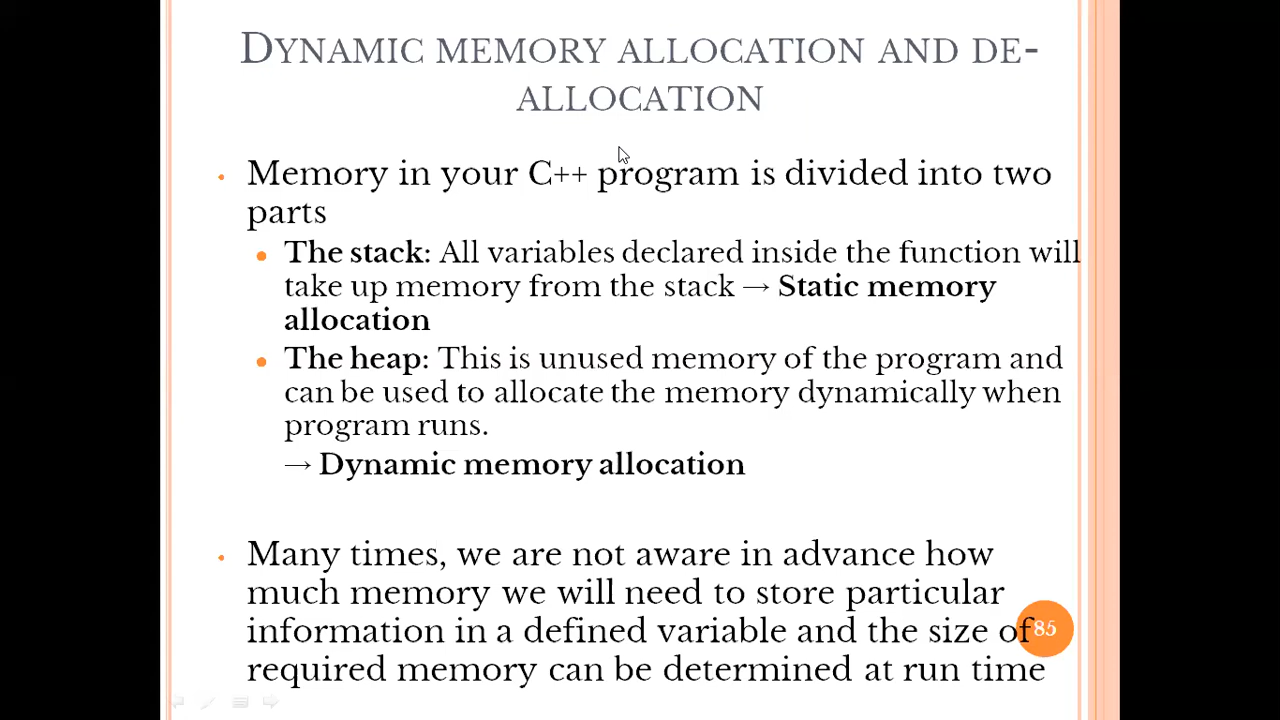 DYNAMIC MEMORY ALLOCATION AND DE-
ALLOCATION
• Memory in your C++ program is divided into two
parts
• The stack: All variables declared inside the function will
take up memory from the stack → Static memory
allocation
• The heap: This is unused memory of the program and
can be used to allocate the memory dynamically when
program runs.
→ Dynamic memory allocation
• Many times, we are not aware in advance how
much memory we will need to store particular
information in a defined variable and the size of
required memory can be determined at run time
85